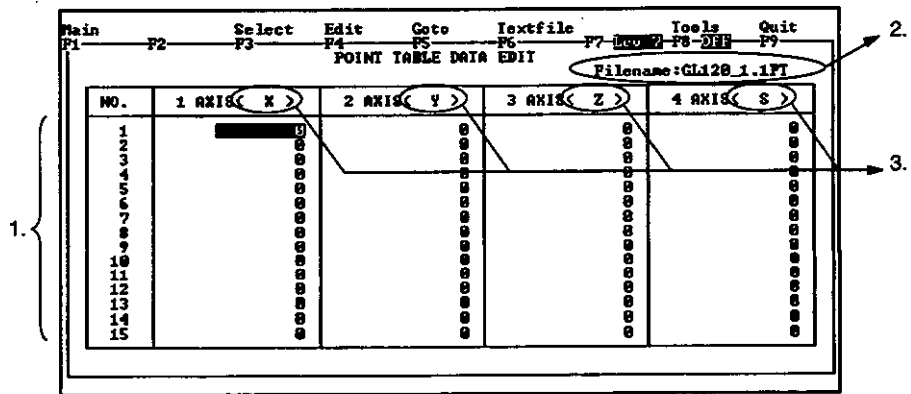 Main Select Edit Goto Textfile Tools Quit
F1 F2 F3 F4 F5 F6 F7 Lev ? F8 OFF F9
POINT TABLE DATA EDIT
Filename:GL120_1.1PT
2.
NO. 1 AXIS( X ) 2 AXIS( Y ) 3 AXIS( Z ) 4 AXIS( S )
1 0 0 0
2 0 0 0 0
3 0 0 0 0
4 0 0 0 0
3.
5 0 0 0 0
6 0 0 0 0
7 0 0 0 0
1.
8 0 0 0 0
9 0 0 0 0
10 0 0 0 0
11 0 0 0 0
12 0 0 0 0
13 0 0 0 0
14 0 0 0 0
15 0 0 0 0